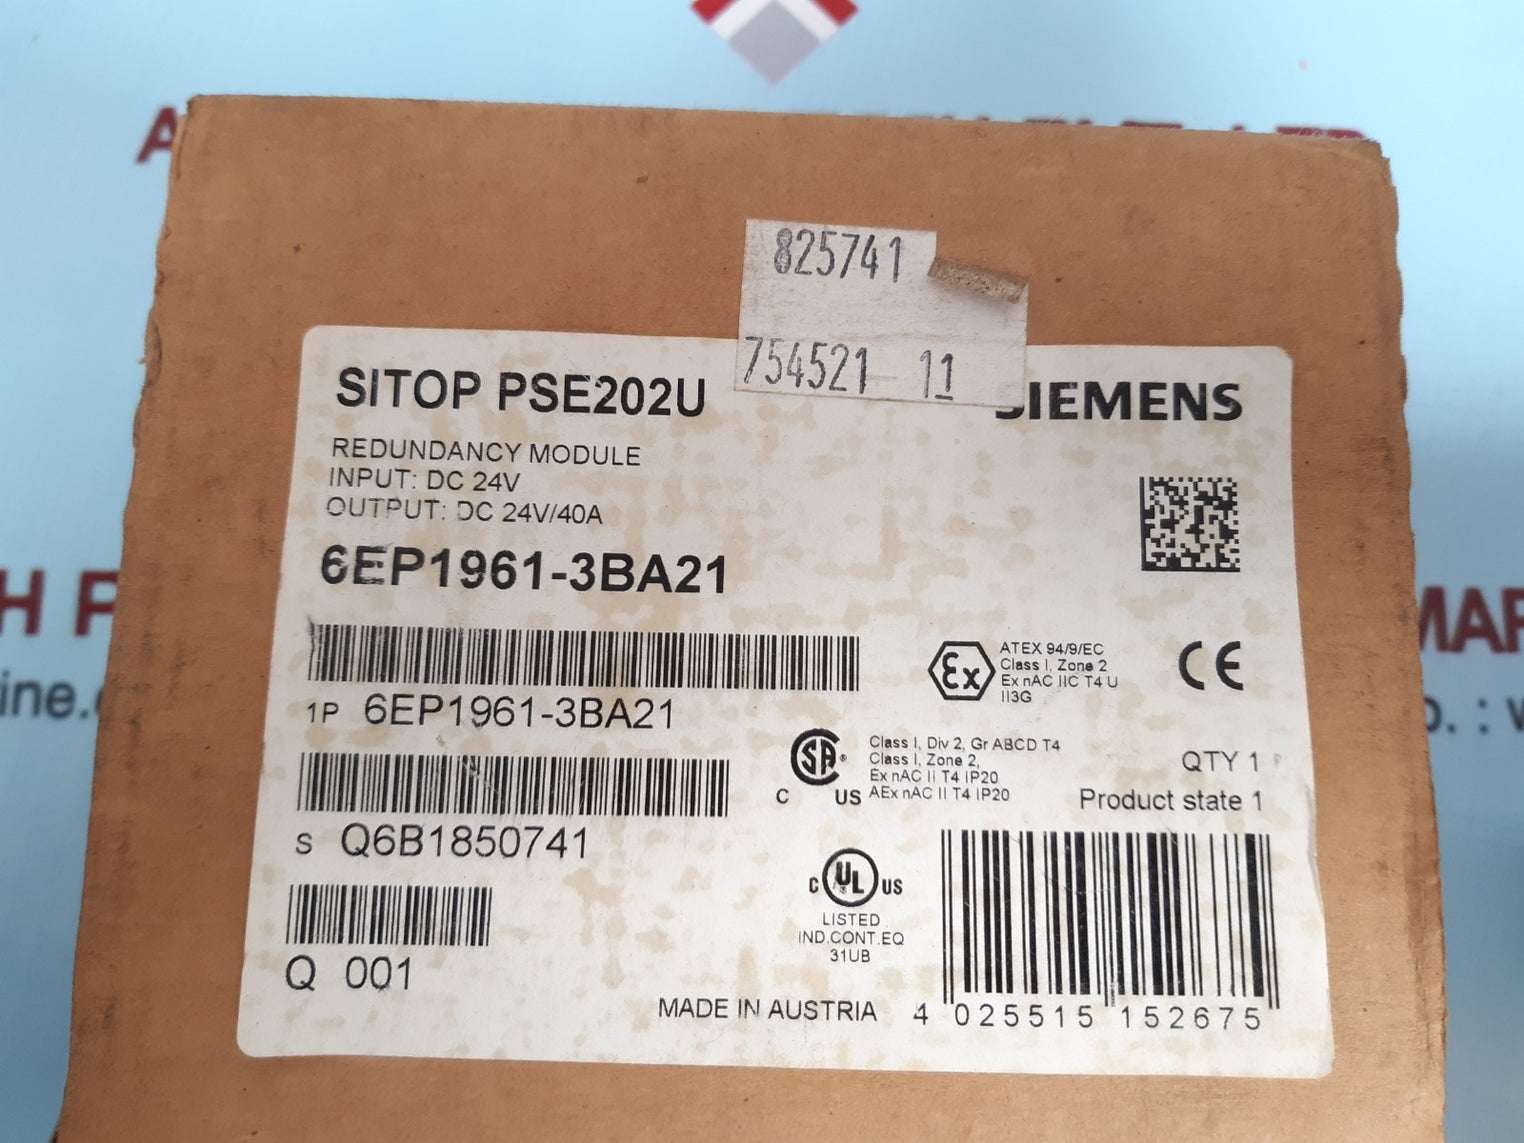 825741
754521 11
SITOP PSE202U
SIEMENS
REDUNDANCY MODULE
INPUT: DC 24V
OUTPUT: DC 24V/40A
6EP1961-3BA21
1P 6EP1961-3BA21
Ex
ATEX 94/9/EC
Class I, Zone 2
Ex nAC IIC T4 U
II3G
CE
S Q6B1850741
SA
C US
Class I, Div 2, Gr ABCD T4
Class I, Zone 2,
Ex nAC II T4 IP20
AEx nAC II T4 IP20
QTY 1
Product state 1
Q 001
C UL US
LISTED
IND.CONT.EQ
31UB
MADE IN AUSTRIA
4 025515 152675